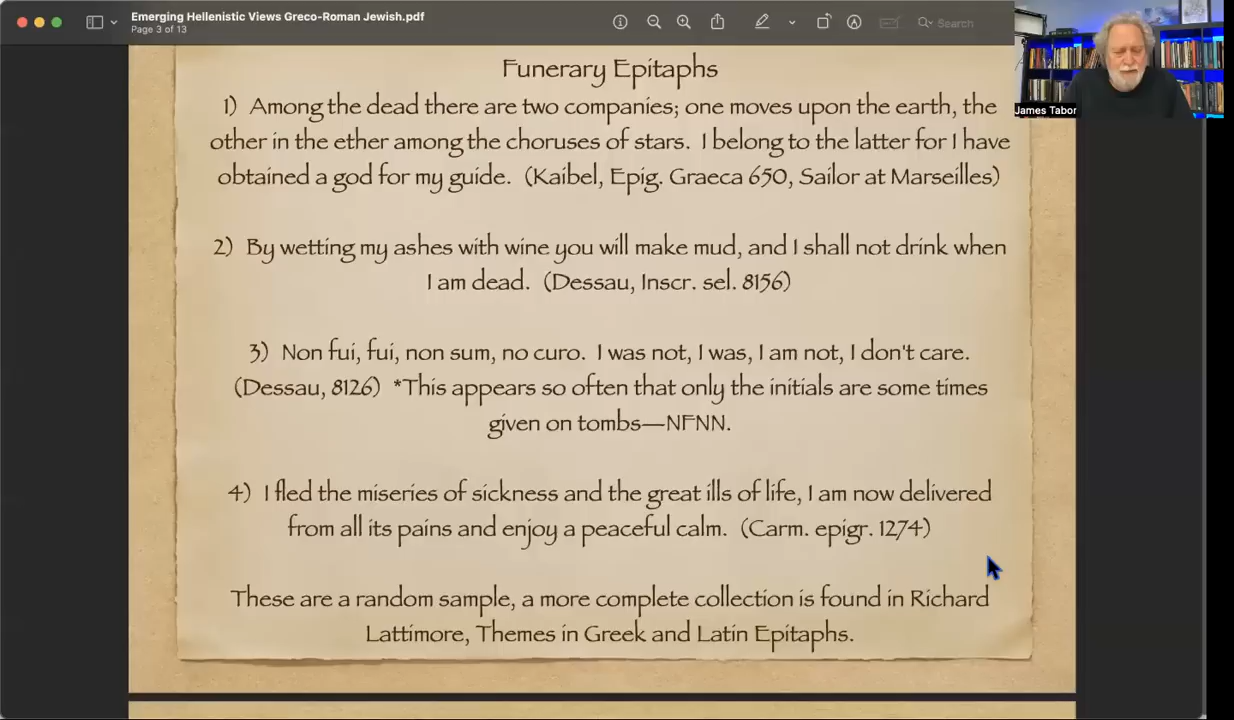 Emerging Hellenistic Views Greco-Roman Jewish.pdf
Page 3 of 13
Search
James Tabor
Funerary Epitaphs
1) Among the dead there are two companies; one moves upon the earth, the
other in the ether among the choruses of stars. I belong to the latter for I have
obtained a god for my guide. (Kaibel, Epig. Graeca 650, Sailor at Marseilles)
2) By wetting my ashes with wine you will make mud, and I shall not drink when
I am dead. (Dessau, Inscr. sel. 8156)
3) Non fui, fui, non sum, no curo. I was not, I was, I am not, I don't care.
(Dessau, 8126) *This appears so often that only the initials are some times
given on tombs—NFNN.
4) I fled the miseries of sickness and the great ills of life, I am now delivered
from all its pains and enjoy a peaceful calm. (Carm. epigr. 1274)
These are a random sample, a more complete collection is found in Richard
Lattimore, Themes in Greek and Latin Epitaphs.